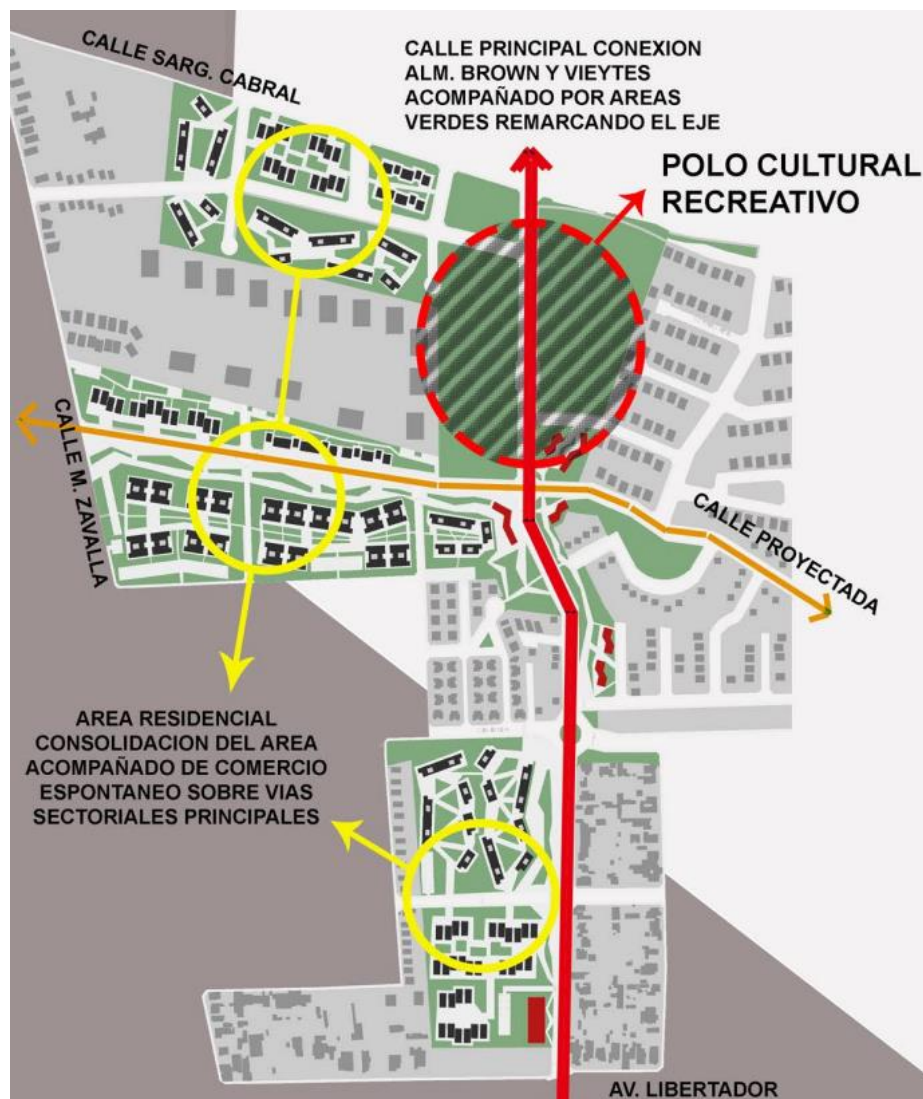 CALLE SARG. CABRAL
CALLE PRINCIPAL CONEXION
ALM. BROWN Y VIEYTES
ACOMPAÑADO POR AREAS
VERDES REMARCANDO EL EJE
POLO CULTURAL
RECREATIVO
CALLE M. ZAVALLA
CALLE PROYECTADA
AREA RESIDENCIAL
CONSOLIDACION DEL AREA
ACOMPAÑADO DE COMERCIO
ESPONTANEO SOBRE VIAS
SECTORIALES PRINCIPALES
AV. LIBERTADOR